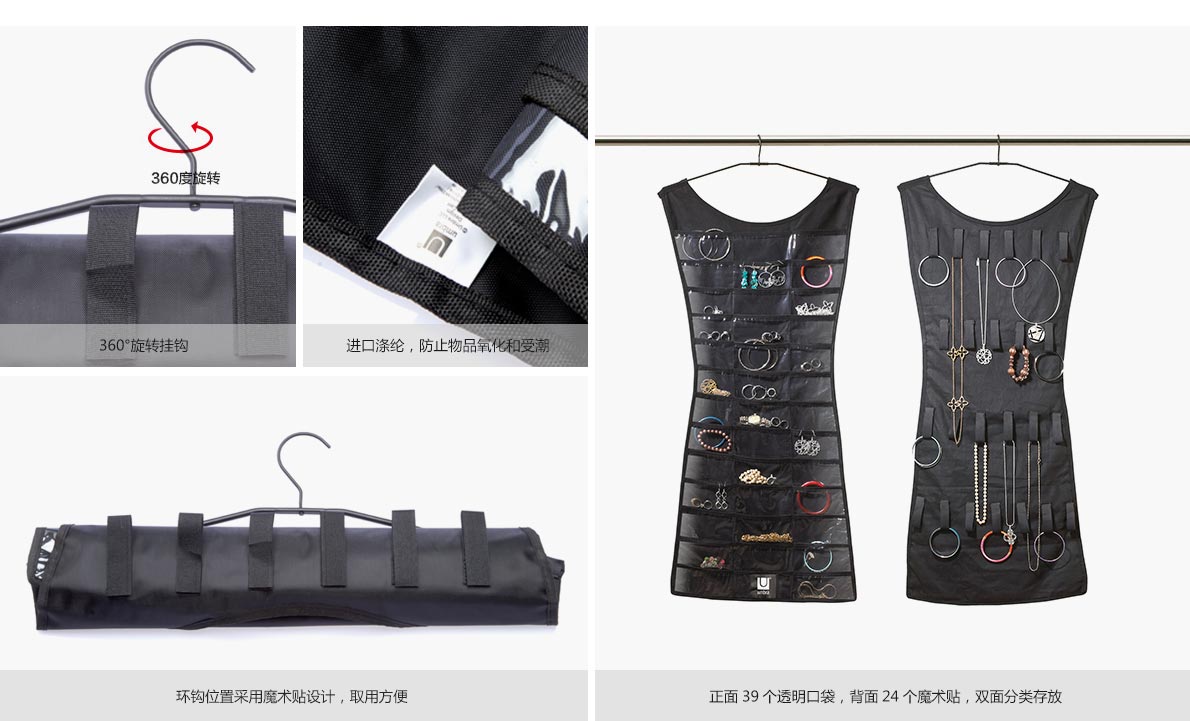 360度旋转
360°旋转挂钩
umbra
进口涤纶，防止物品氧化和受潮
环钩位置采用魔术贴设计，取用方便
umbra
正面 39 个透明口袋，背面 24 个魔术贴，双面分类存放